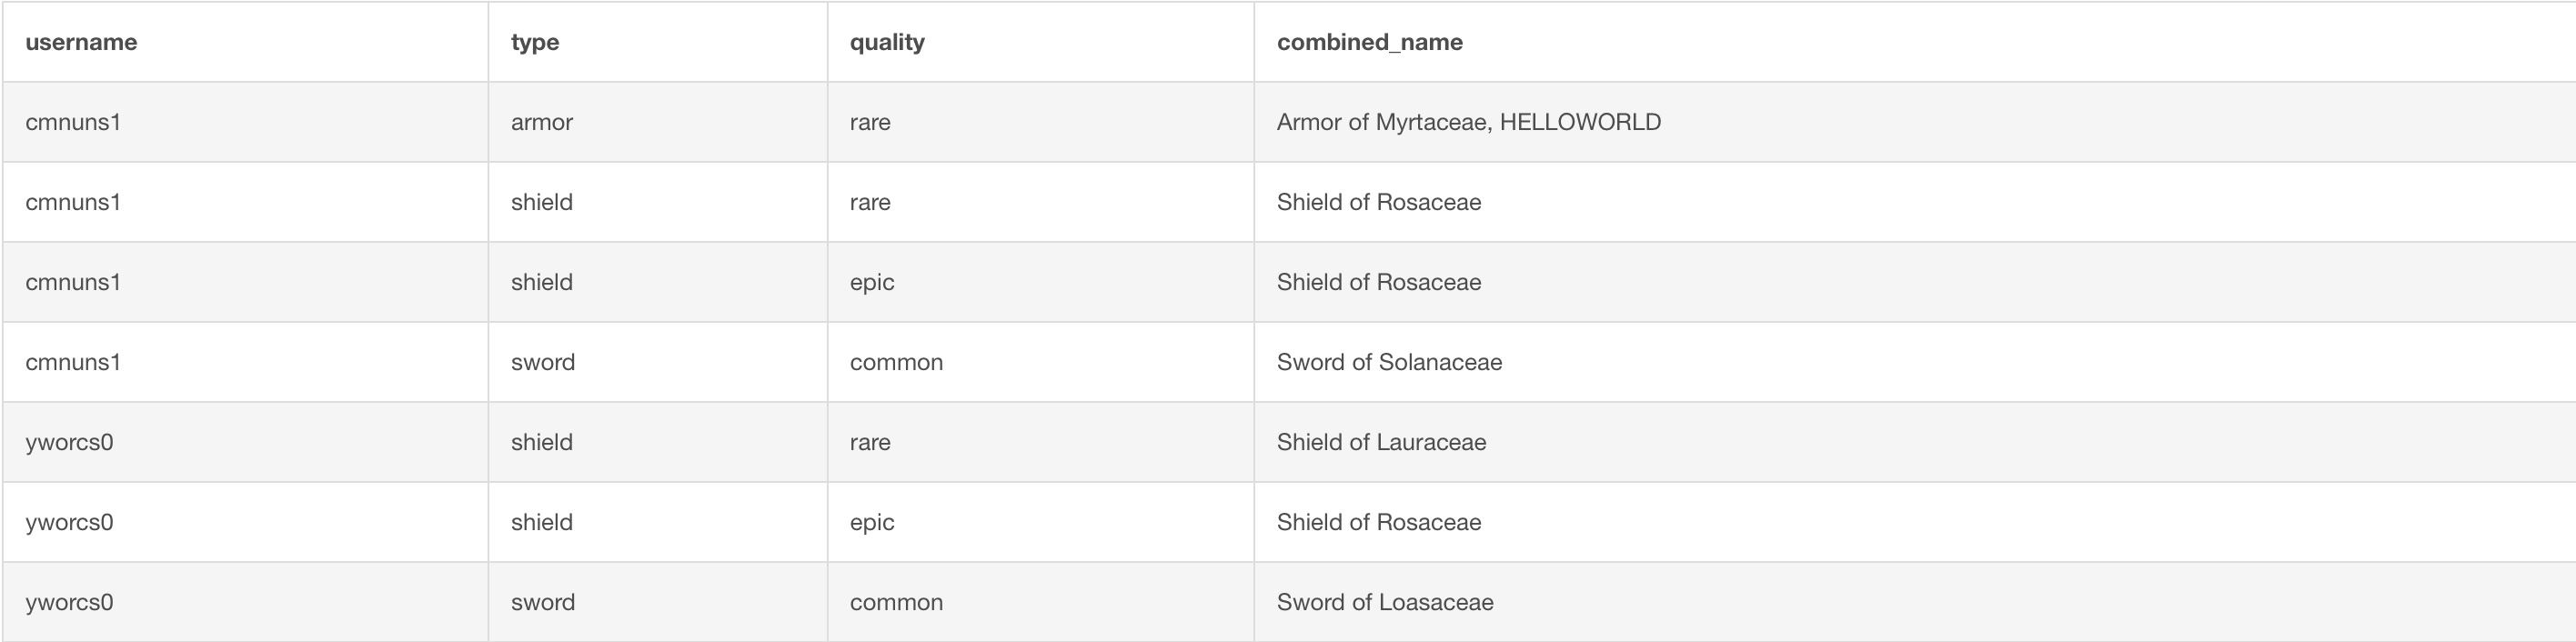 username type quality combined_name
cmnuns1 armor rare Armor of Myrtaceae, HELLOWORLD
cmnuns1 shield rare Shield of Rosaceae
cmnuns1 shield epic Shield of Rosaceae
cmnuns1 sword common Sword of Solanaceae
yworcs0 shield rare Shield of Lauraceae
yworcs0 shield epic Shield of Rosaceae
yworcs0 sword common Sword of Loasaceae